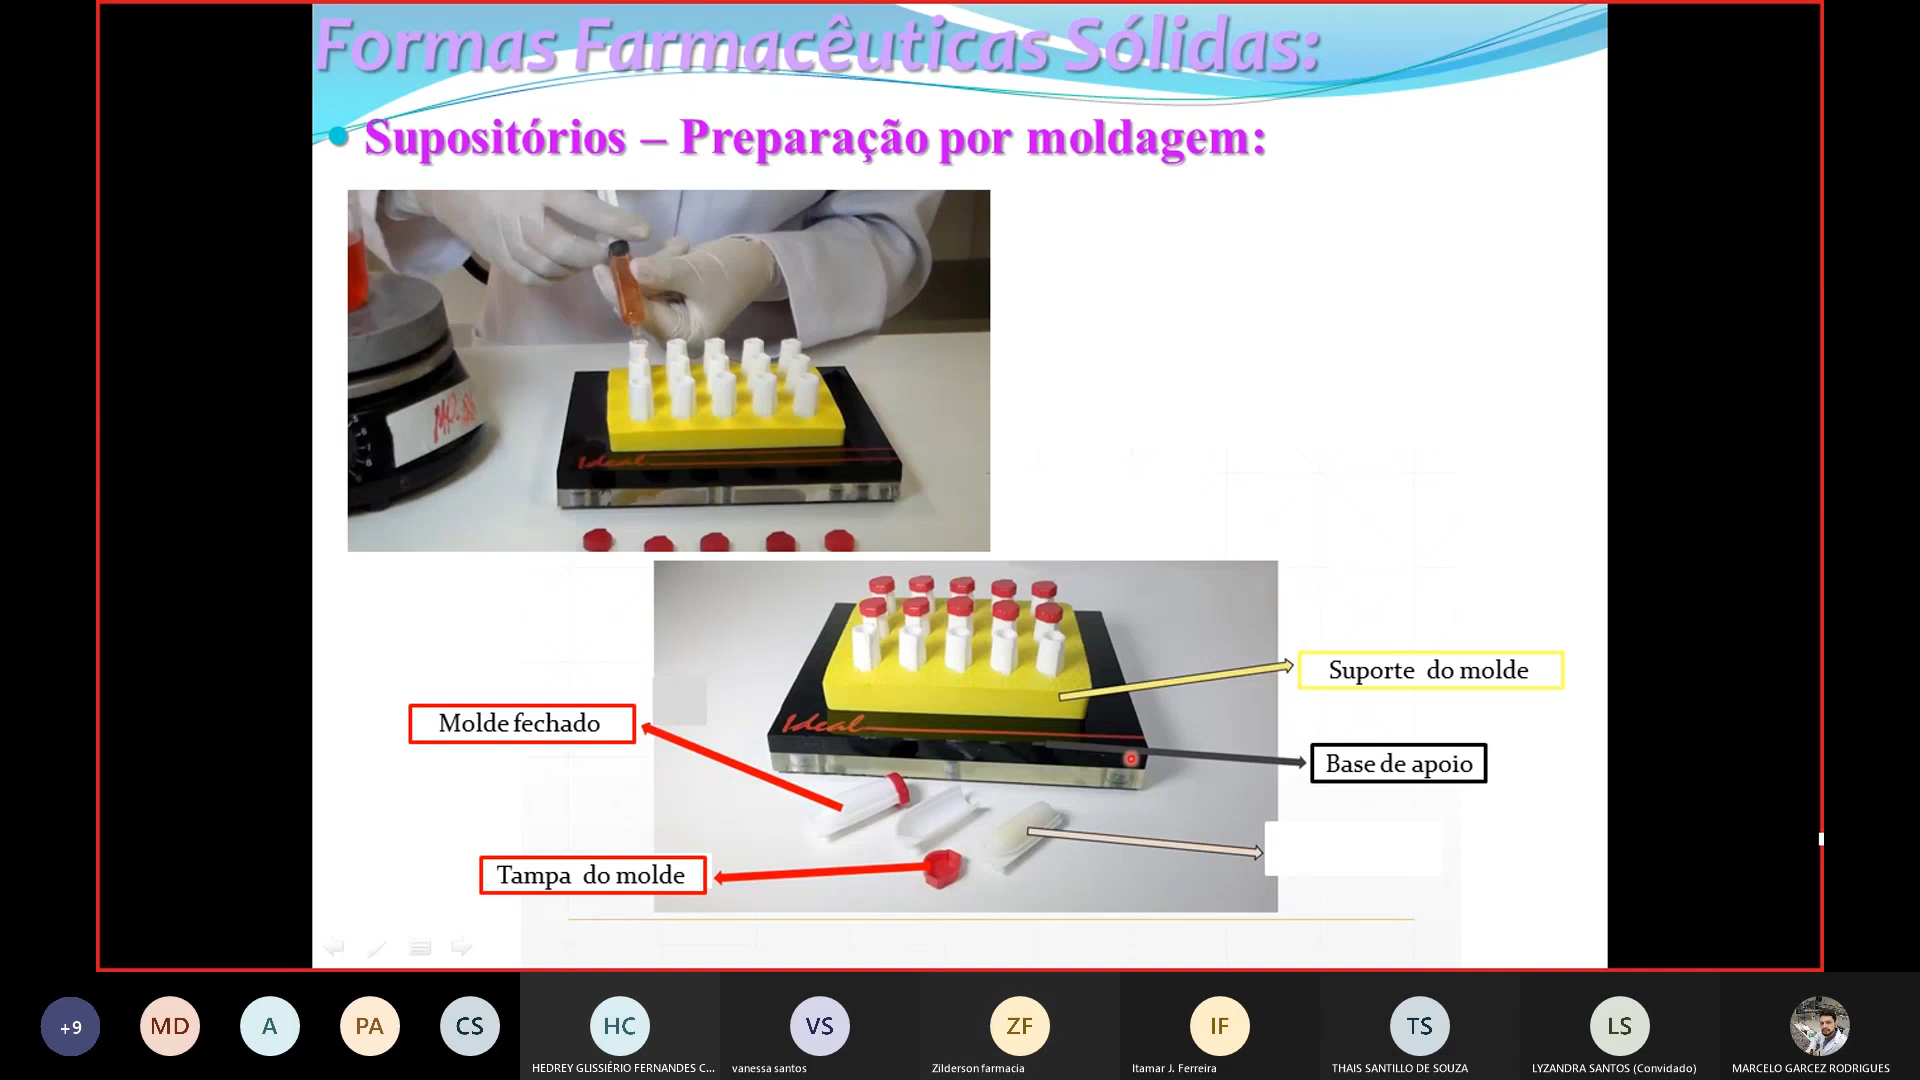 Formas Farmacêuticas Sólidas:
Supositórios – Preparação por moldagem:
Ideal
Ideal
Suporte do molde
Molde fechado
Base de apoio
Tampa do molde
+9
MD
A
PA
CS
HC
VS
ZF
IF
TS
LS
HEDREY GLISSIÉRIO FERNANDES C...
vanessa santos
Zilderson farmacia
Itamar J. Ferreira
THAIS SANTILLO DE SOUZA
LYZANDRA SANTOS (Convidado)
MARCELO GARCEZ RODRIGUES